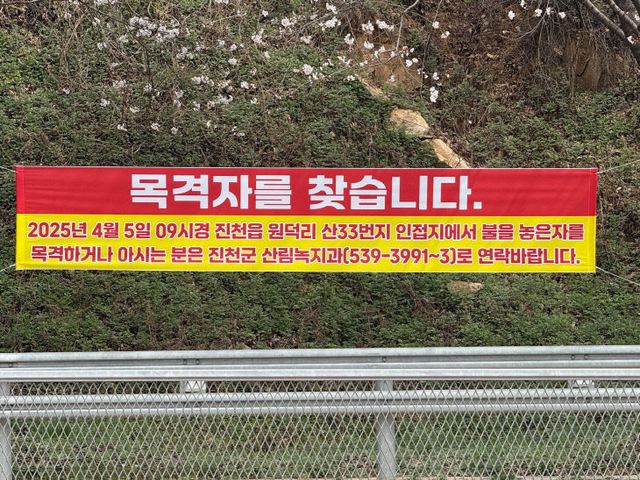 목격자를 찾습니다.
2025년 4월 5일 09시경 진천읍 원덕리 산33번지 인접지에서 불을 놓은자를
목격하거나 아시는 분은 진천군 산림녹지과(539-3991~3)로 연락바랍니다.